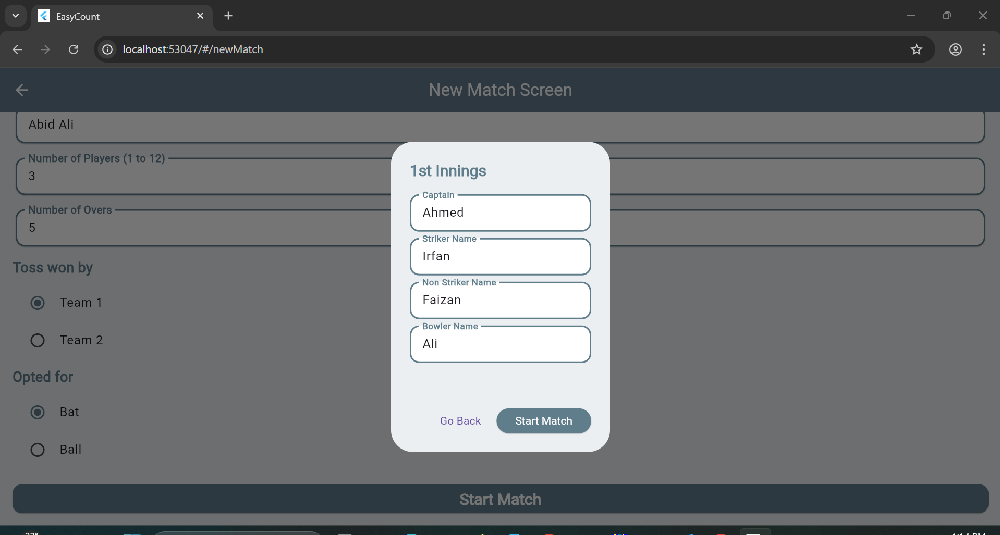 EasyCount
localhost:53047/#/newMatch
New Match Screen
Abid Ali
Number of Players (1 to 12)
3
Number of Overs
5
Toss won by
Team 1
Team 2
Opted for
Bat
Ball
Start Match
1st Innings
Captain
Ahmed
Striker Name
Irfan
Non Striker Name
Faizan
Bowler Name
Ali
Go Back
Start Match